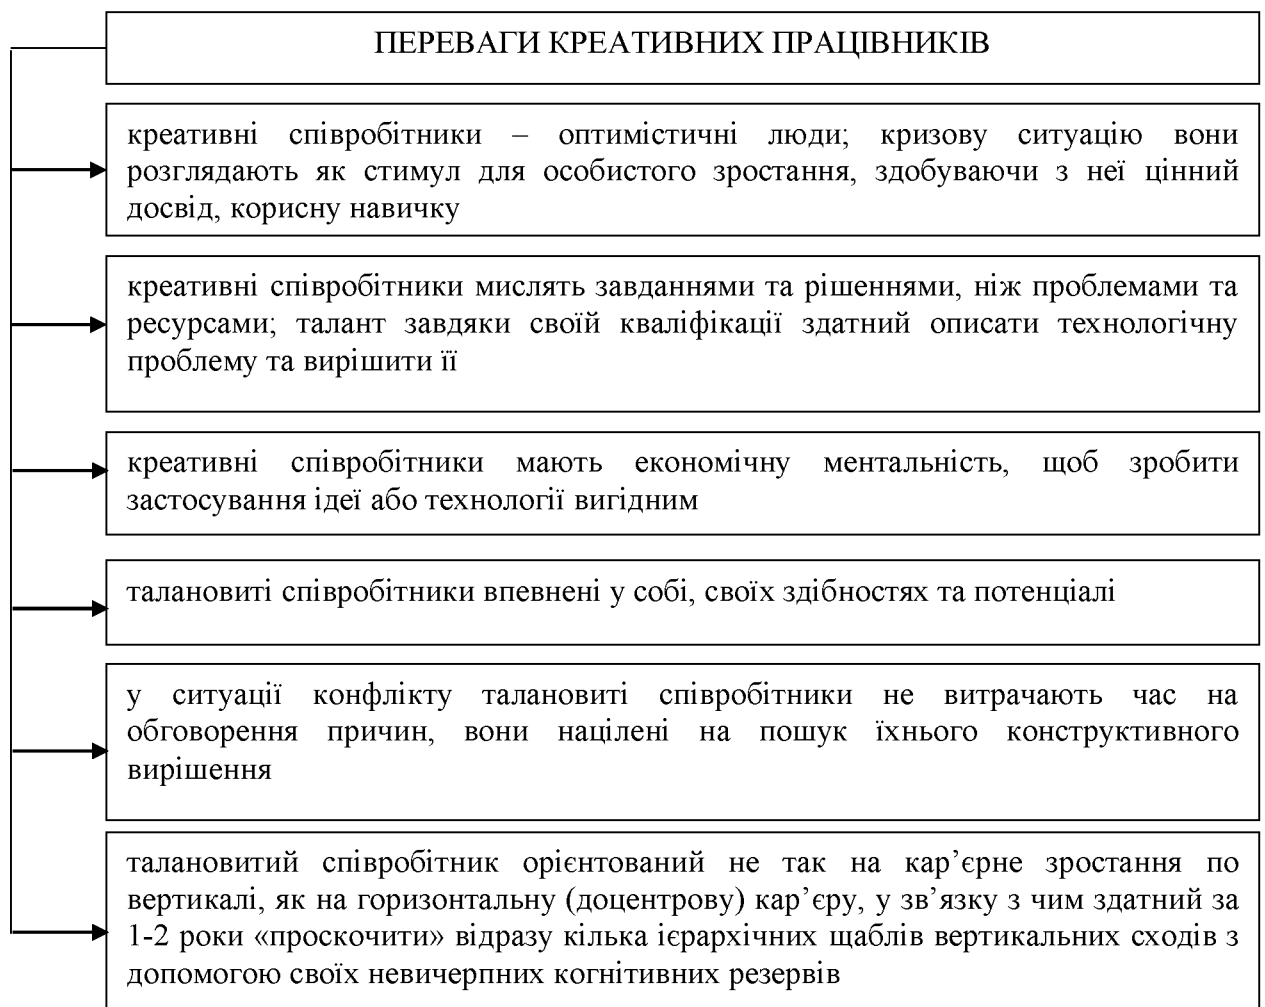 ПЕРЕВАГИ КРЕАТИВНИХ ПРАЦІВНИКІВ
креативні співробітники – оптимістичні люди; кризову ситуацію вони
розглядають як стимул для особистого зростання, здобуваючи з неї цінний
досвід, корисну навичку
креативні співробітники мислять завданнями та рішеннями, ніж проблемами та
ресурсами; талант завдяки своїй кваліфікації здатний описати технологічну
проблему та вирішити її
креативні співробітники мають економічну ментальність, щоб зробити
застосування ідеї або технології вигідним
талановиті співробітники впевнені у собі, своїх здібностях та потенціалі
у ситуації конфлікту талановиті співробітники не витрачають час на
обговорення причин, вони націлені на пошук їхнього конструктивного
вирішення
талановитий співробітник орієнтований не так на кар’єрне зростання по
вертикалі, як на горизонтальну (доцентрову) кар’єру, у зв’язку з чим здатний за
1-2 роки «проскочити» відразу кілька ієрархічних щаблів вертикальних сходів з
допомогою своїх невичерпних когнітивних резервів